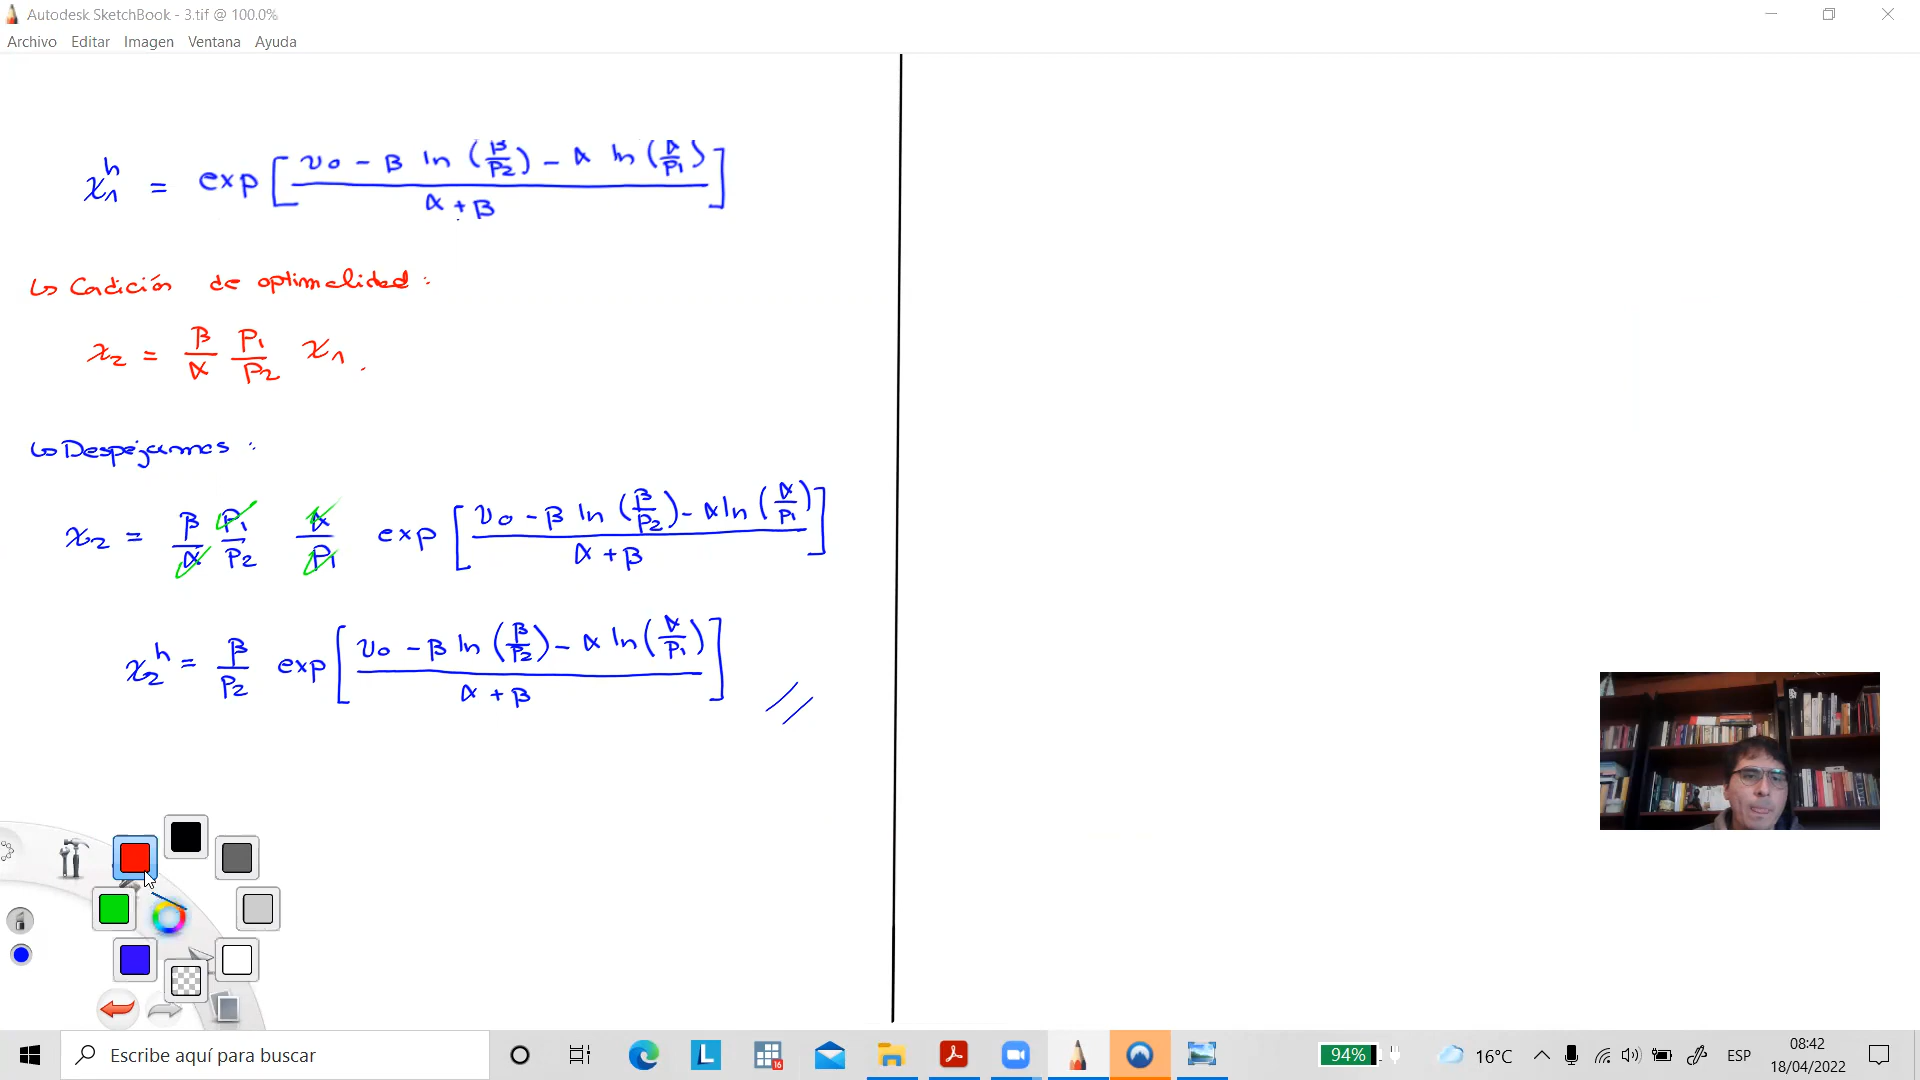 Autodesk SketchBook - 3.tif @ 100.0%
Archivo Editar Imagen Ventana Ayuda
x₁ʰ = exp [ (v₀ - β ln (β/P₂) - α ln (α/P₁)) / (α + β) ]
↳ Condición de optimalidad :
x₂ = β/α P₁/P₂ x₁ .
↳ Despejamos :
x₂ = β/α P₁/P₂ α/P₁ exp [ (v₀ - β ln (β/P₂) - α ln (α/P₁)) / (α + β) ]
x₂ʰ = β/P₂ exp [ (v₀ - β ln (β/P₂) - α ln (α/P₁)) / (α + β) ] //
Escribe aquí para buscar
L
16
94%
16°C
ESP
08:42
18/04/2022